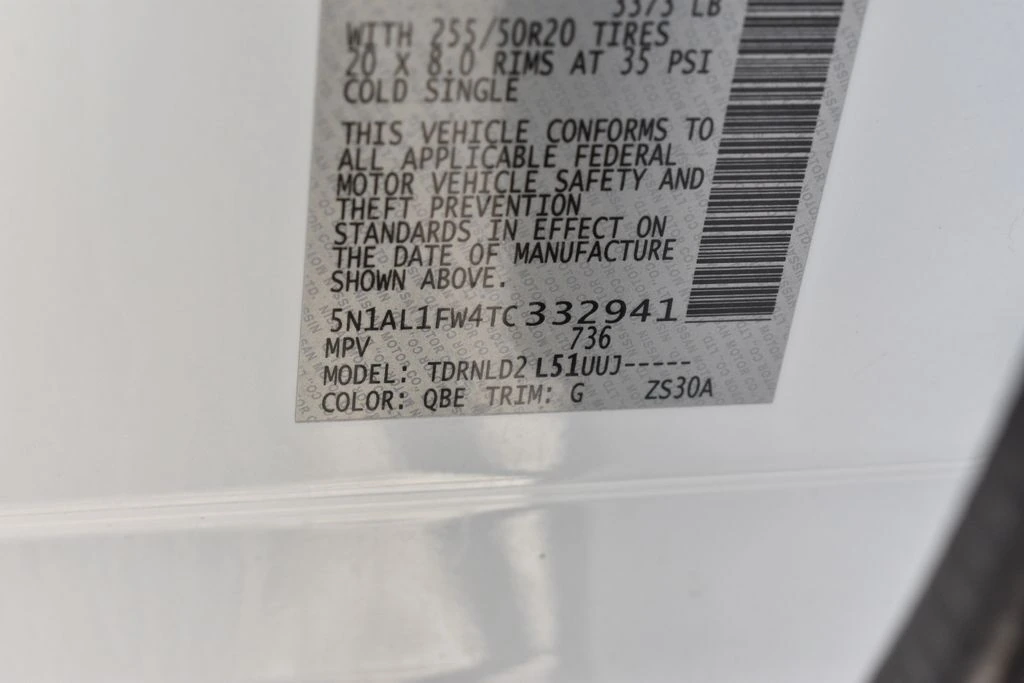 3373 LB
WITH 255/50R20 TIRES
20 X 8.0 RIMS AT 35 PSI
COLD SINGLE
THIS VEHICLE CONFORMS TO
ALL APPLICABLE FEDERAL
MOTOR VEHICLE SAFETY AND
THEFT PREVENTION
STANDARDS IN EFFECT ON
THE DATE OF MANUFACTURE
SHOWN ABOVE.
5N1AL1FW4TC332941
MPV 736
MODEL: TDRNLD2 L51UUJ-----
COLOR: QBE TRIM: G ZS30A